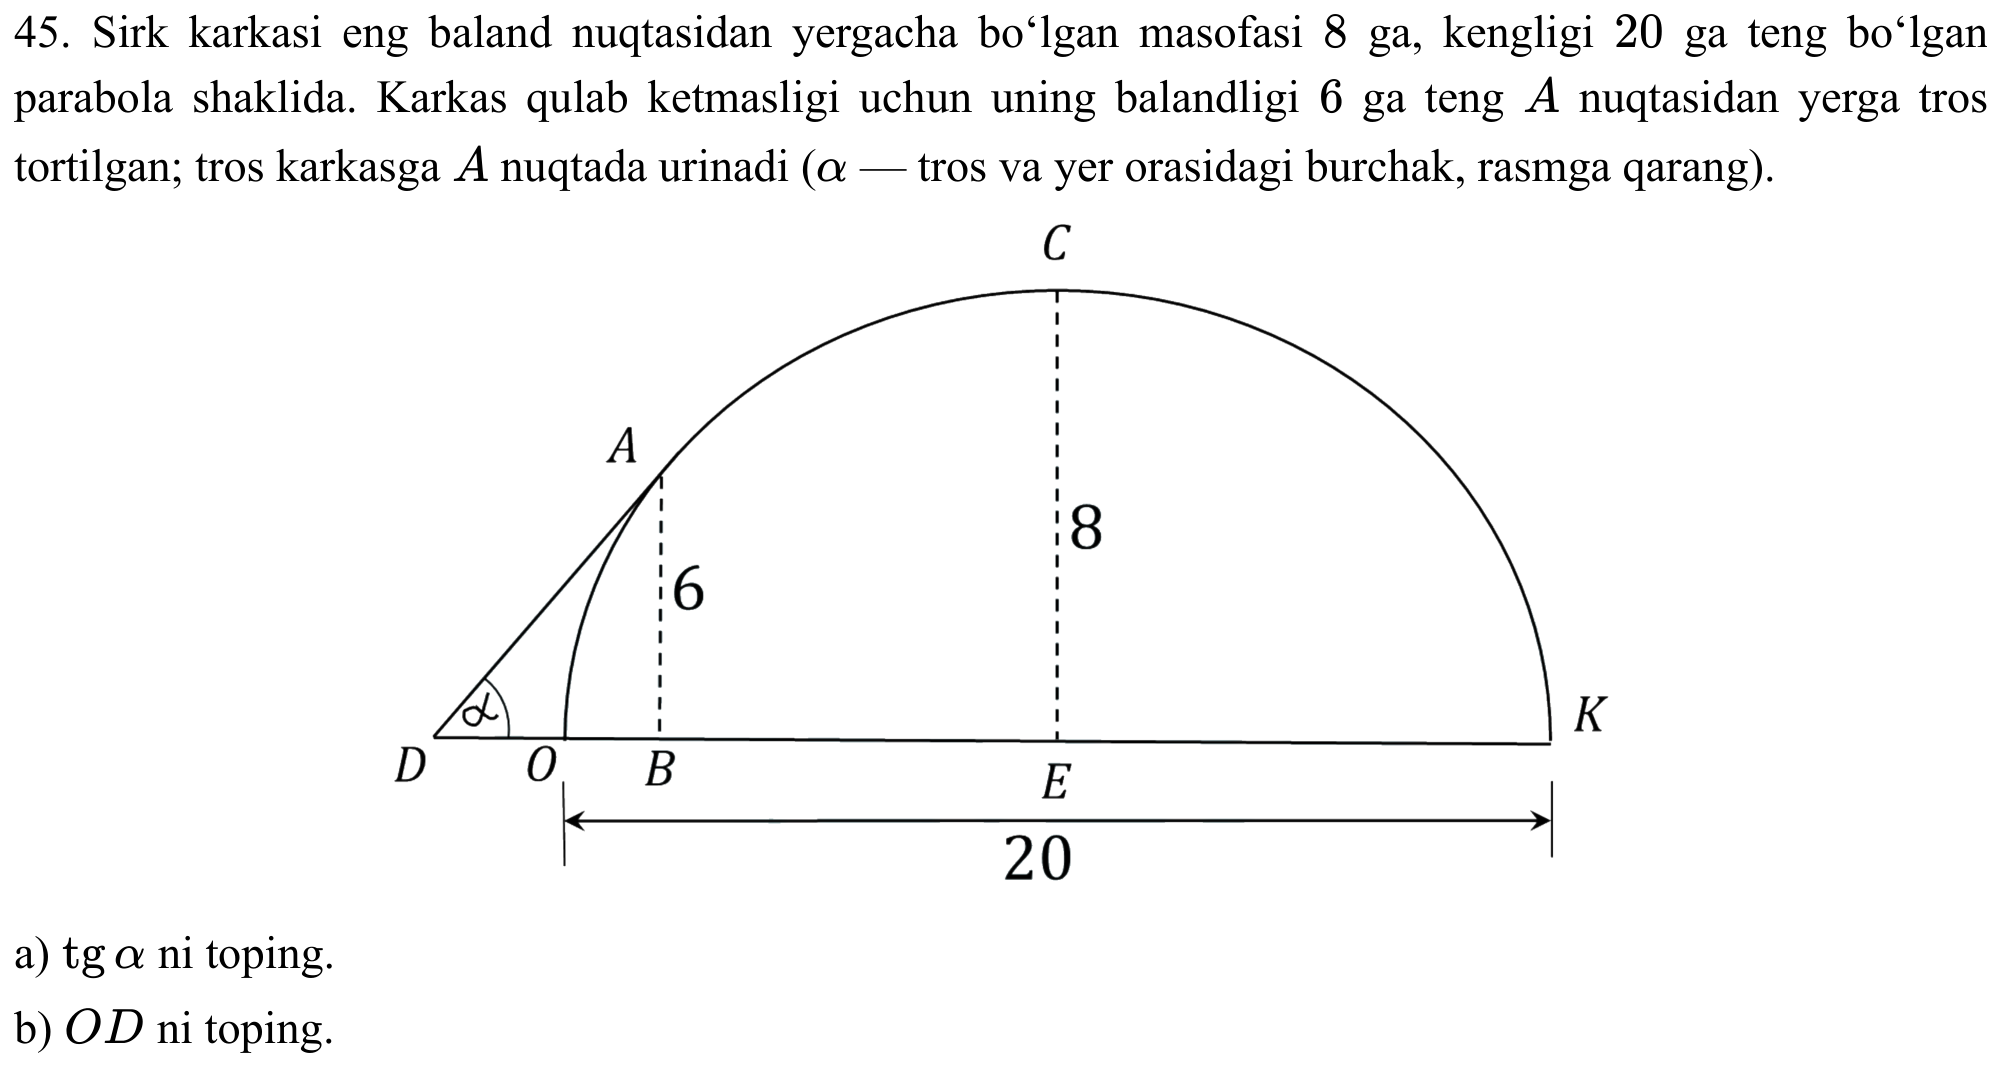 45. Sirk karkasi eng baland nuqtasidan yergacha bo‘lgan masofasi 8 ga, kengligi 20 ga teng bo‘lgan
parabola shaklida. Karkas qulab ketmasligi uchun uning balandligi 6 ga teng A nuqtasidan yerga tros
tortilgan; tros karkasga A nuqtada urinadi (α — tros va yer orasidagi burchak, rasmga qarang).
C
A
8
6
α
K
D O B E
20
a) tg α ni toping.
b) OD ni toping.